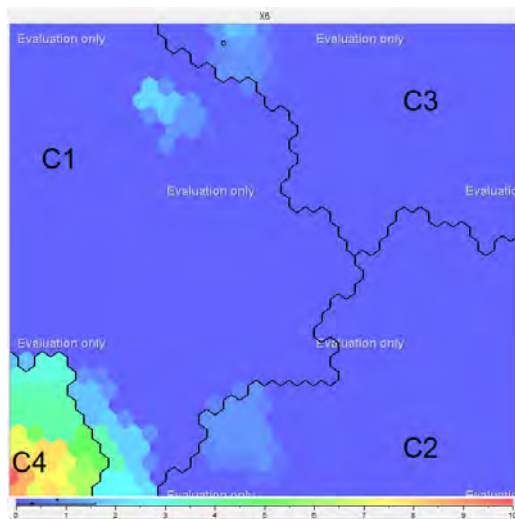 X6
Evaluation only Evaluation only
C3
C1
Evaluation only Evaluatio
Evaluation only Evaluation only
C2
C4
Evaluation only Evaluatio
0 1 2 3 4 5 6 7 8 9 10